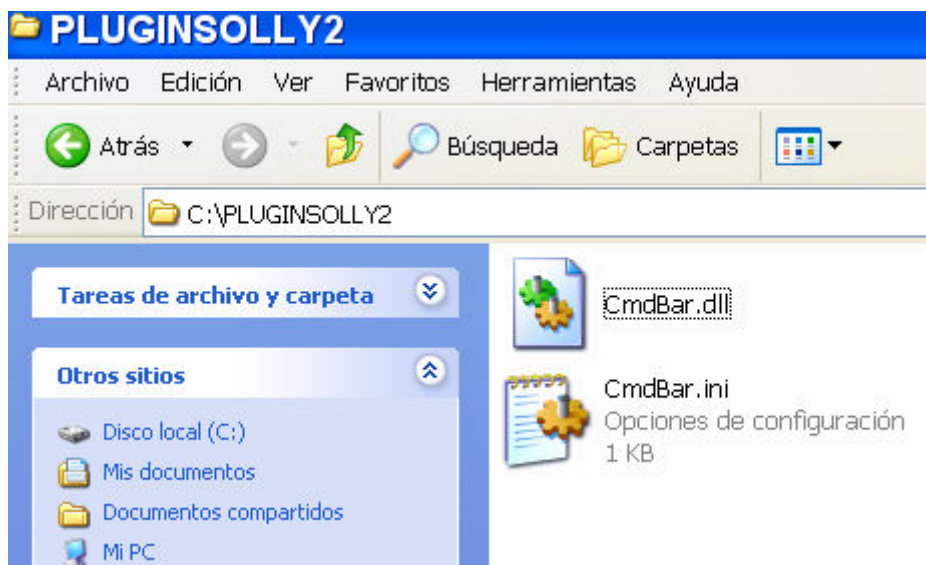 PLUGINSOLLY2
Archivo Edición Ver Favoritos Herramientas Ayuda
Atrás Búsqueda Carpetas
Dirección C:\PLUGINSOLLY2
Tareas de archivo y carpeta
Otros sitios
Disco local (C:)
Mis documentos
Documentos compartidos
Mi PC
CmdBar.dll
CmdBar.ini
Opciones de configuración
1 KB